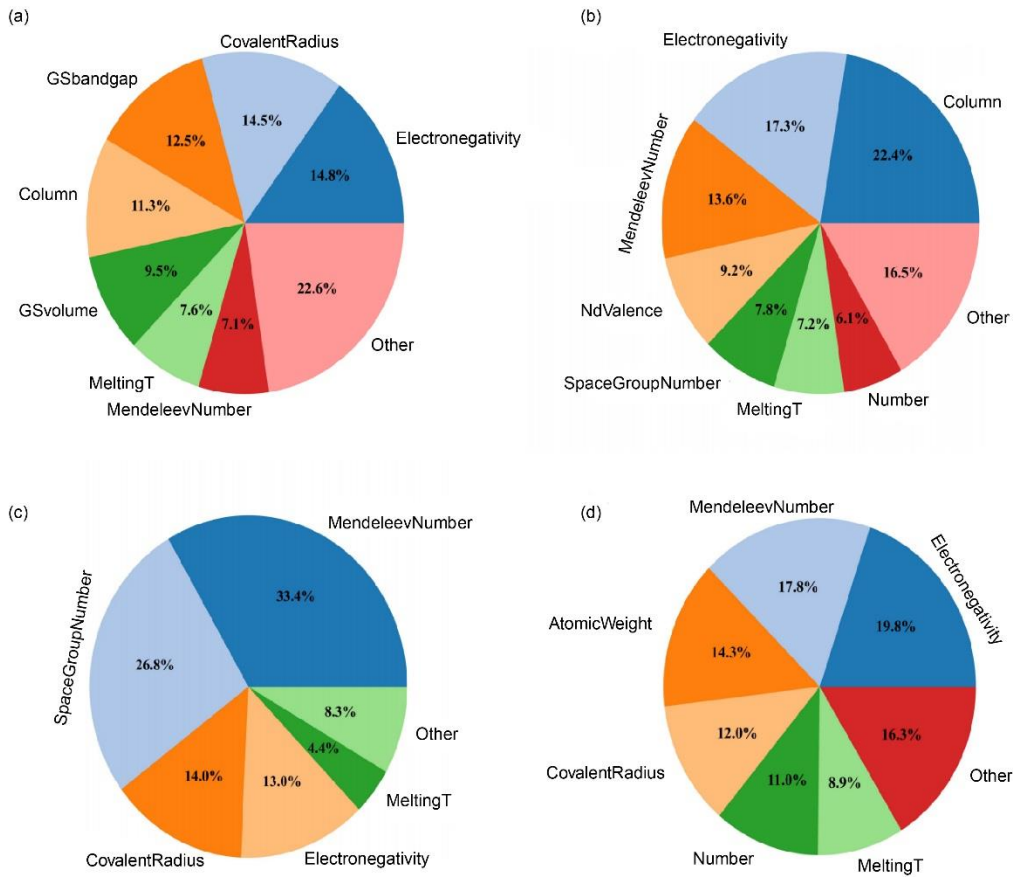 (a)
CovalentRadius
GSbandgap
14.5%
12.5%
Electronegativity
14.8%
Column
11.3%
GSvolume
9.5%
22.6%
7.6%
7.1%
Other
MeltingT
MendeleevNumber
(b)
Electronegativity
Column
17.3%
22.4%
MendeleevNumber
13.6%
NdValence
9.2%
16.5%
7.8%
7.2%
6.1%
Other
SpaceGroupNumber
MeltingT
Number
(c)
MendeleevNumber
33.4%
SpaceGroupNumber
26.8%
8.3%
Other
4.4%
14.0%
13.0%
MeltingT
CovalentRadius
Electronegativity
(d)
MendeleevNumber
Electronegativity
17.8%
19.8%
AtomicWeight
14.3%
12.0%
16.3%
CovalentRadius
11.0%
8.9%
Other
Number
MeltingT